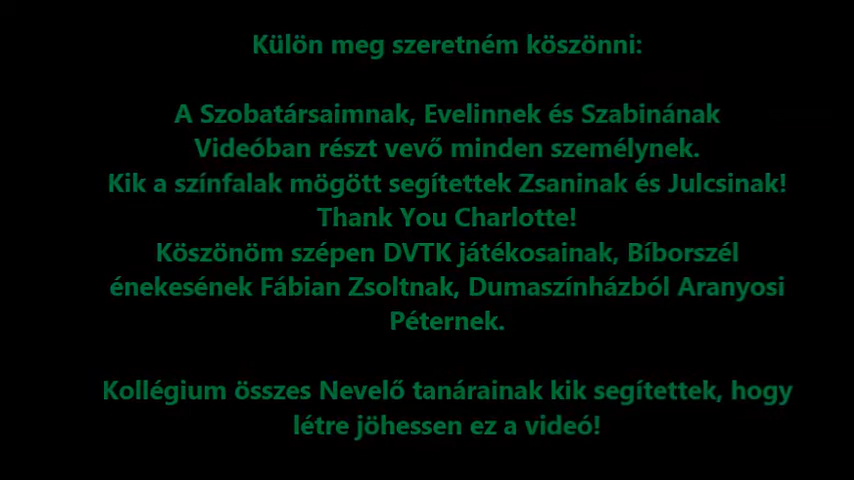 Külön meg szeretném köszönni:
A Szobatársaimnak, Evelinnek és Szabinának
Videóban részt vevő minden személynek.
Kik a színfalak mögött segítettek Zsaninak és Julcsinak!
Thank You Charlotte!
Köszönöm szépen DVTK játékosainak, Bíborszél
énekesének Fábian Zsoltnak, Dumaszínházból Aranyosi
Péternek.
Kollégium összes Nevelő tanárainak kik segítettek, hogy
létre jöhessen ez a videó!